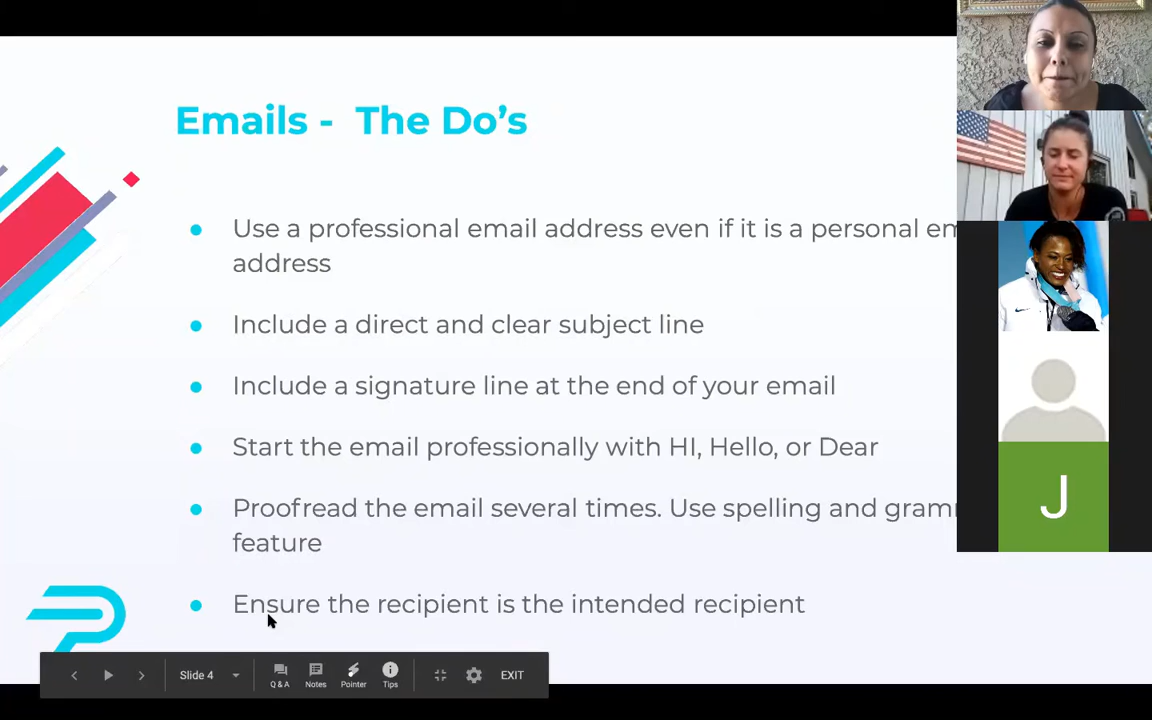 Emails - The Do's
Use a professional email address even if it is a personal
address
Include a direct and clear subject line
Include a signature line at the end of your email
Start the email professionally with HI, Hello, or Dear
Proofread the email several times. Use spelling and
feature
Ensure the recipient is the intended recipient
Slide 4
Q & A
Notes
Pointer
Tips
EXIT
J